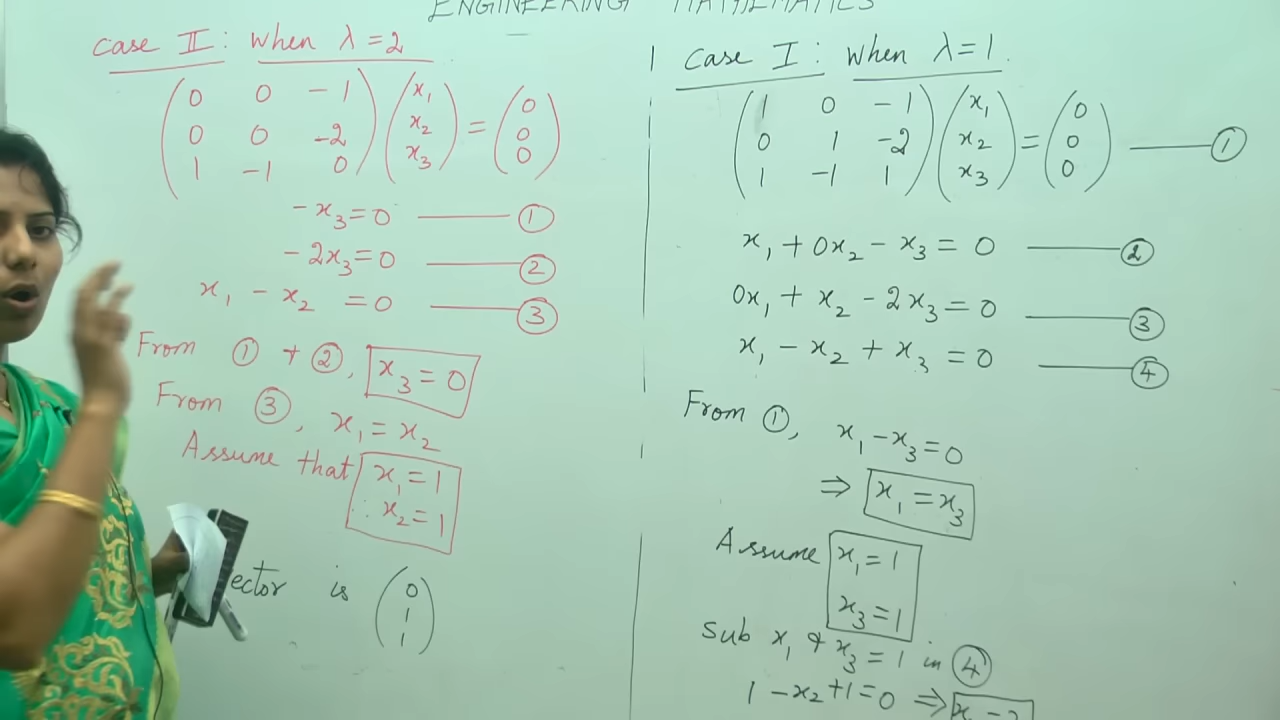 ENGINEERING MATHEMATICS
Case II: When λ=2
( 0 0 -1 ) ( x₁ ) = ( 0 )
( 0 0 -2 ) ( x₂ ) = ( 0 )
( 1 -1 0 ) ( x₃ ) = ( 0 )
-x₃=0 —— ①
-2x₃=0 —— ②
x₁ - x₂ =0 —— ③
From ① + ②, x₃=0
From ③, x₁=x₂
Assume that x₁=1
∴ x₂=1
ector is ( 0 1 1 )
Case I: When λ=1.
( 1 0 -1 ) ( x₁ ) = ( 0 )
( 0 1 -2 ) ( x₂ ) = ( 0 ) —— ①
( 1 -1 1 ) ( x₃ ) = ( 0 )
x₁ + 0x₂ - x₃ = 0 —— ②
0x₁ + x₂ - 2x₃ = 0 —— ③
x₁ - x₂ + x₃ = 0 —— ④
From ①, x₁-x₃=0
⇒ x₁=x₃
Assume x₁=1
x₃=1
Sub x₁ & x₃=1 in ④
1-x₂+1=0 ⇒